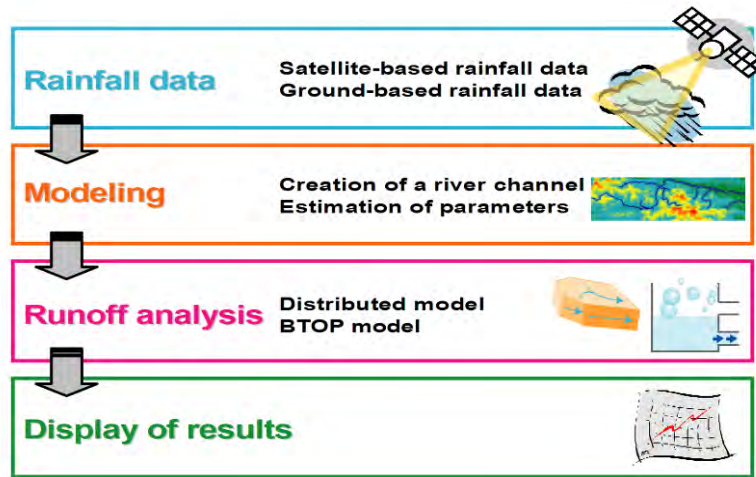 Rainfall data
Satellite-based rainfall data
Ground-based rainfall data
Modeling
Creation of a river channel
Estimation of parameters
Runoff analysis
Distributed model
BTOP model
Display of results